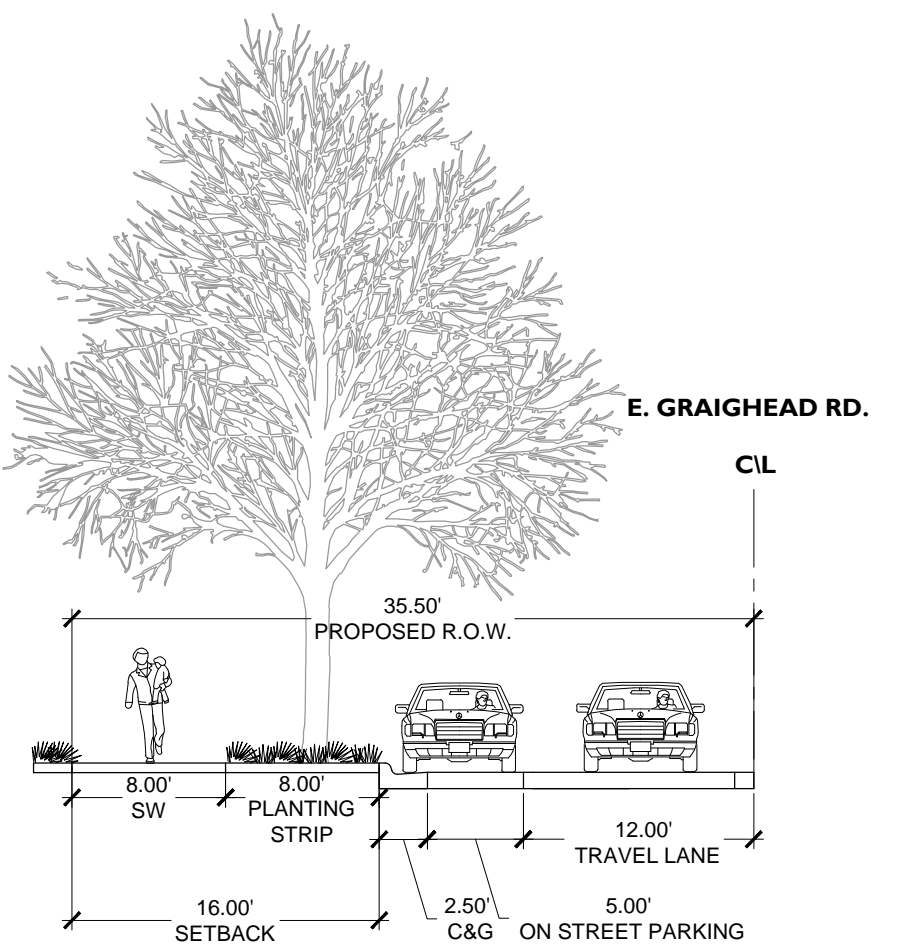 E. GRAIGHEAD RD.
C\L
35.50'
PROPOSED R.O.W.
8.00'
SW
8.00'
PLANTING
STRIP
12.00'
TRAVEL LANE
16.00'
SETBACK
2.50'
C&G
5.00'
ON STREET PARKING